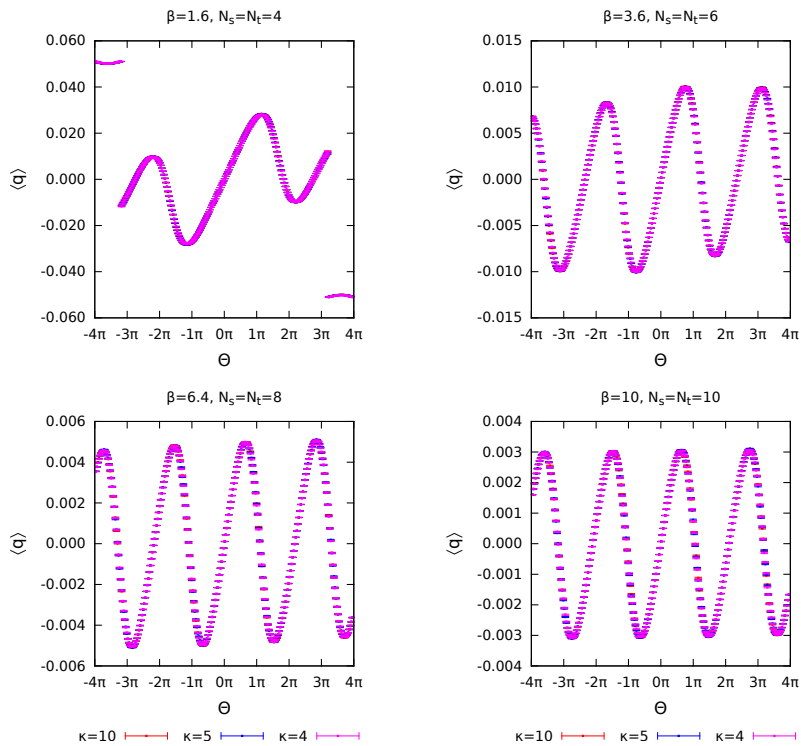 β=1.6, Nₛ=Nₜ=4
0.060
0.040
0.020
0.000
-0.020
-0.040
-0.060
⟨q⟩
-4π -3π -2π -1π 0π 1π 2π 3π 4π
Θ
β=3.6, Nₛ=Nₜ=6
0.015
0.010
0.005
0.000
-0.005
-0.010
-0.015
⟨q⟩
-4π -3π -2π -1π 0π 1π 2π 3π 4π
Θ
β=6.4, Nₛ=Nₜ=8
0.006
0.004
0.002
0.000
-0.002
-0.004
-0.006
⟨q⟩
-4π -3π -2π -1π 0π 1π 2π 3π 4π
Θ
κ=10 κ=5 κ=4
β=10, Nₛ=Nₜ=10
0.004
0.003
0.002
0.001
0.000
-0.001
-0.002
-0.003
-0.004
⟨q⟩
-4π -3π -2π -1π 0π 1π 2π 3π 4π
Θ
κ=10 κ=5 κ=4